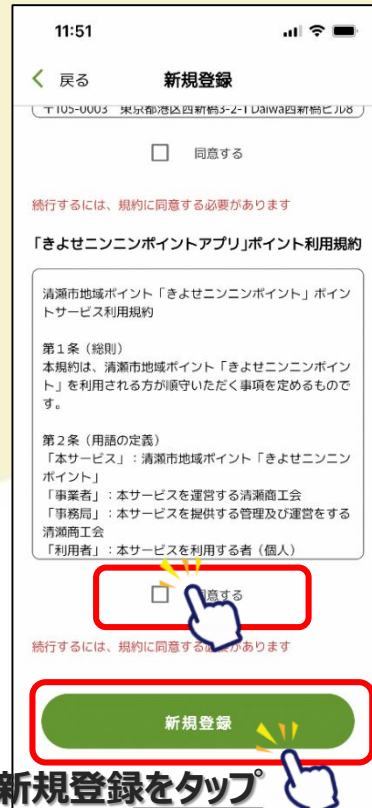 11:51
戻る
新規登録
〒105-0003 東京都港区西新橋3-2-1 Daiwa西新橋ビル8
同意する
続行するには、規約に同意する必要があります
「きよせニンニンポイントアプリ」ポイント利用規約
清瀬市地域ポイント「きよせニンニンポイント」ポイン
トサービス利用規約
第１条（総則）
本規約は、清瀬市地域ポイント「きよせニンニンポイン
ト」を利用される方が順守いただく事項を定めるもので
す。
第２条（用語の定義）
「本サービス」：清瀬市地域ポイント「きよせニンニン
ポイント」
「事業者」：本サービスを運営する清瀬商工会
「事務局」：本サービスを提供する管理及び運営をする
清瀬商工会
「利用者」：本サービスを利用する者（個人）
同意する
続行するには、規約に同意する必要があります
新規登録
新規登録をタップ